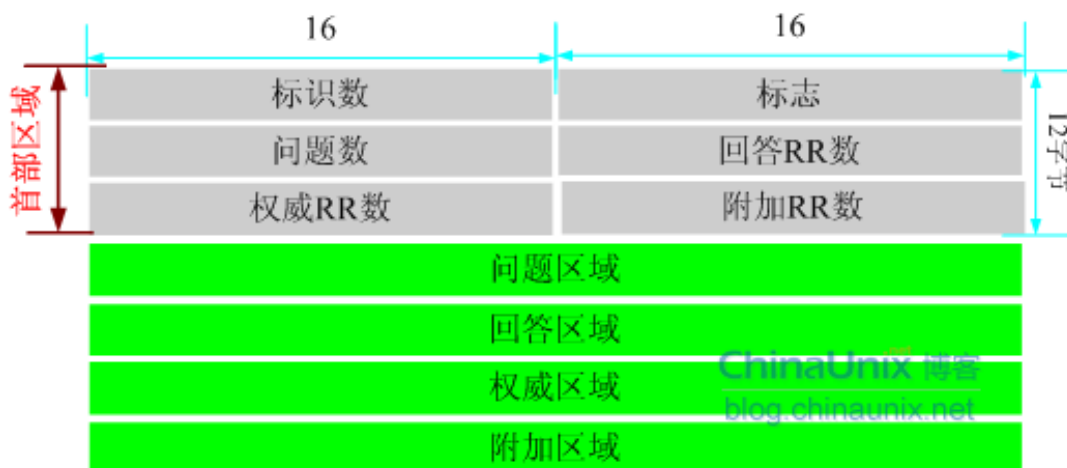 16 16
标识数 标志
问题数 回答RR数
权威RR数 附加RR数
首部区域
12字节
问题区域
回答区域
权威区域
附加区域
ChinaUnix 博客
blog.chinaunix.net